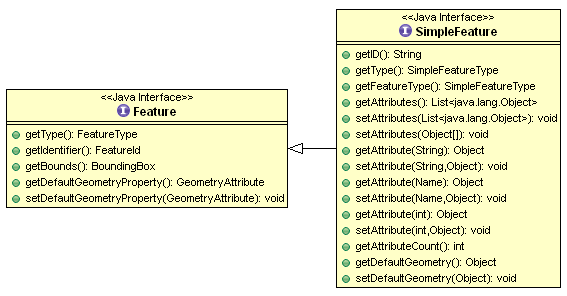 <<Java Interface>>
Feature
getType(): FeatureType
getIdentifier(): FeatureId
getBounds(): BoundingBox
getDefaultGeometryProperty(): GeometryAttribute
setDefaultGeometryProperty(GeometryAttribute): void
<<Java Interface>>
SimpleFeature
getID(): String
getType(): SimpleFeatureType
getFeatureType(): SimpleFeatureType
getAttributes(): List<java.lang.Object>
setAttributes(List<java.lang.Object>): void
setAttributes(Object[]): void
getAttribute(String): Object
setAttribute(String,Object): void
getAttribute(Name): Object
setAttribute(Name,Object): void
getAttribute(int): Object
setAttribute(int,Object): void
getAttributeCount(): int
getDefaultGeometry(): Object
setDefaultGeometry(Object): void